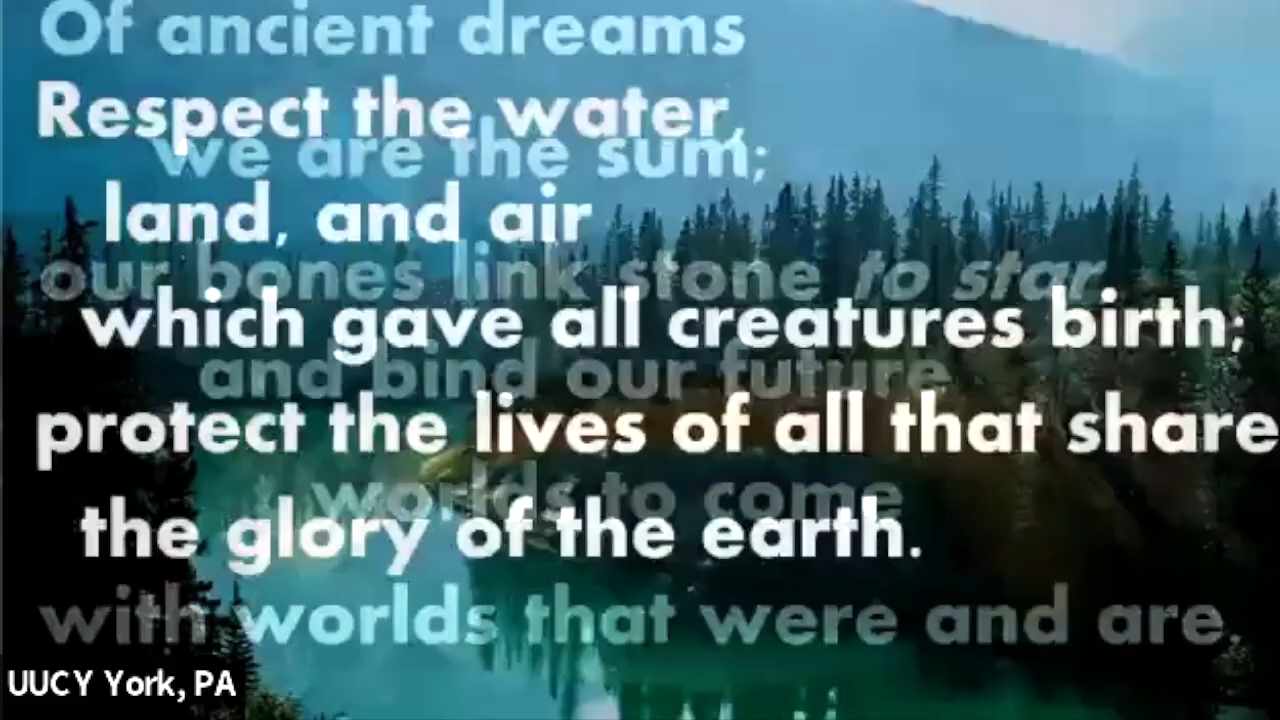 Of ancient dreams
Respect the water,
we are the sum;
land, and air
our bones link stone to star
which gave all creatures birth;
and bind our future
protect the lives of all that share
worlds to come
the glory of the earth.
with worlds that were and are.
UUCY York, PA